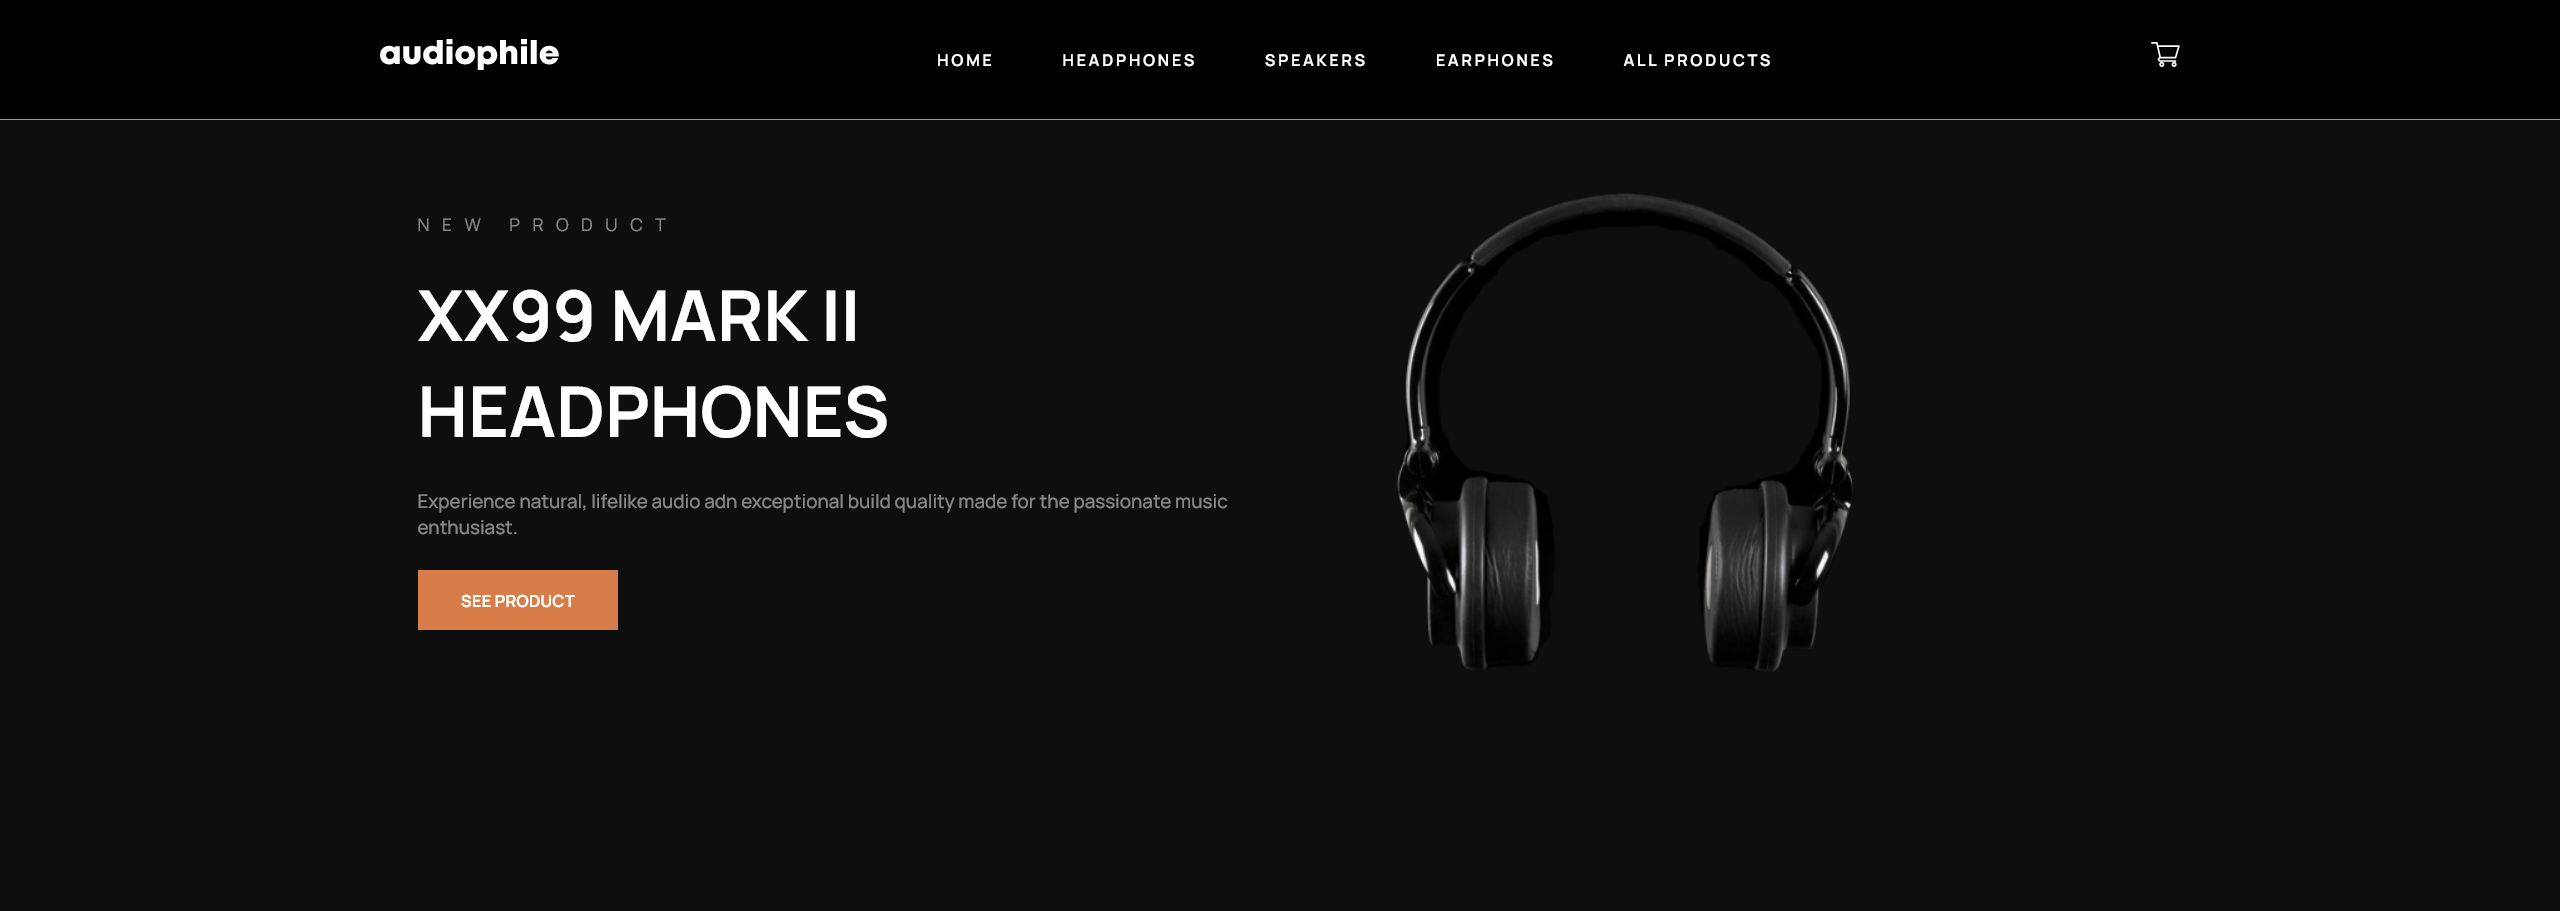 audiophile
HOME HEADPHONES SPEAKERS EARPHONES ALL PRODUCTS
NEW PRODUCT
XX99 MARK II
HEADPHONES
Experience natural, lifelike audio adn exceptional build quality made for the passionate music
enthusiast.
SEE PRODUCT